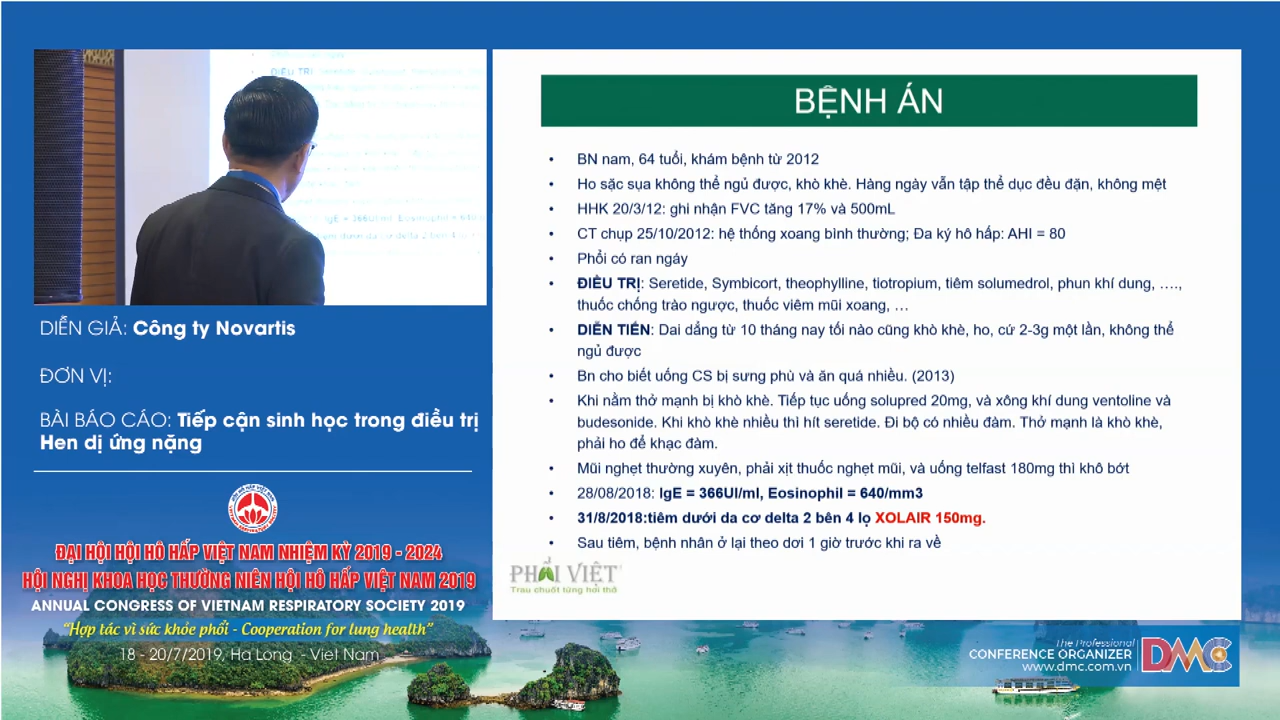 BỆNH ÁN
• BN nam, 64 tuổi, khám bệnh từ 2012
• Ho sặc sụa không thể ngủ được, khò khè. Hàng ngày vẫn tập thể dục đều đặn, không mệt
• HHK 20/3/12: ghi nhận FVC tăng 17% và 500mL
• CT chụp 25/10/2012: hệ thống xoang bình thường; Đa ký hô hấp: AHI = 80
• Phổi có ran ngáy
• ĐIỀU TRỊ: Seretide, Symbicort, theophylline, tiotropium, tiêm solumedrol, phun khí dung, ….,
thuốc chống trào ngược, thuốc viêm mũi xoang, …
• DIỄN TIẾN: Dai dẳng từ 10 tháng nay tối nào cũng khò khè, ho, cứ 2-3g một lần, không thể
ngủ được
• Bn cho biết uống CS bị sưng phù và ăn quá nhiều. (2013)
• Khi nằm thở mạnh bị khò khè. Tiếp tục uống solupred 20mg, và xông khí dung ventoline và
budesonide. Khi khò khè nhiều thì hít seretide. Đi bộ có nhiều đàm. Thở mạnh là khò khè,
phải ho để khạc đàm.
• Mũi nghẹt thường xuyên, phải xịt thuốc nghẹt mũi, và uống telfast 180mg thì khô bớt
• 28/08/2018: IgE = 366UI/ml, Eosinophil = 640/mm3
• 31/8/2018:tiêm dưới da cơ delta 2 bên 4 lọ XOLAIR 150mg.
• Sau tiêm, bệnh nhân ở lại theo dơi 1 giờ trước khi ra về
PHỔI VIỆT
Trau chuốt từng hơi thở
DIỄN GIẢ: Công ty Novartis
ĐƠN VỊ:
BÀI BÁO CÁO: Tiếp cận sinh học trong điều trị
Hen dị ứng nặng
ĐẠI HỘI HỘI HÔ HẤP VIỆT NAM NHIỆM KỲ 2019 - 2024
HỘI NGHỊ KHOA HỌC THƯỜNG NIÊN HỘI HÔ HẤP VIỆT NAM 2019
ANNUAL CONGRESS OF VIETNAM RESPIRATORY SOCIETY 2019
“Hợp tác vì sức khỏe phổi - Cooperation for lung health”
18 - 20/7/2019, Ha Long - Viet Nam
The Professional
CONFERENCE ORGANIZER
www.dmc.com.vn
DMC